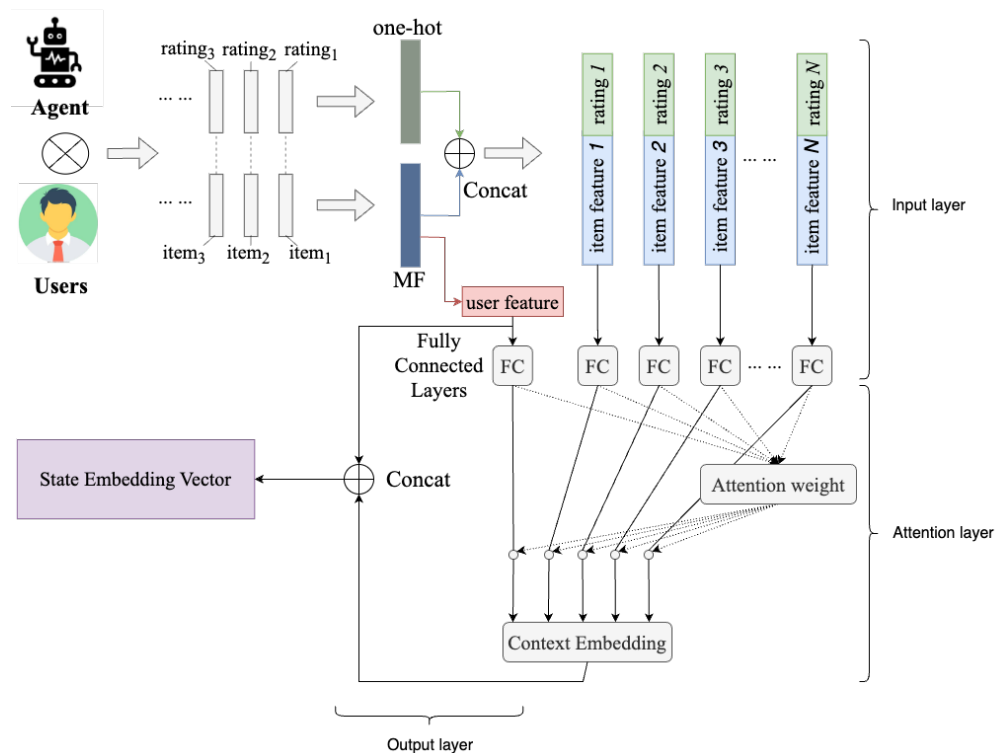 one-hot
rating3 rating2 rating1
... ...
Agent
rating 1
rating 2
rating 3
rating N
Concat
item feature 1
item feature 2
item feature 3
... ...
item feature N
Input layer
... ...
item3 item2 item1
Users
MF
user feature
Fully
Connected
Layers
FC
FC
FC
FC
... ...
FC
State Embedding Vector
Concat
Attention weight
Attention layer
Context Embedding
Output layer